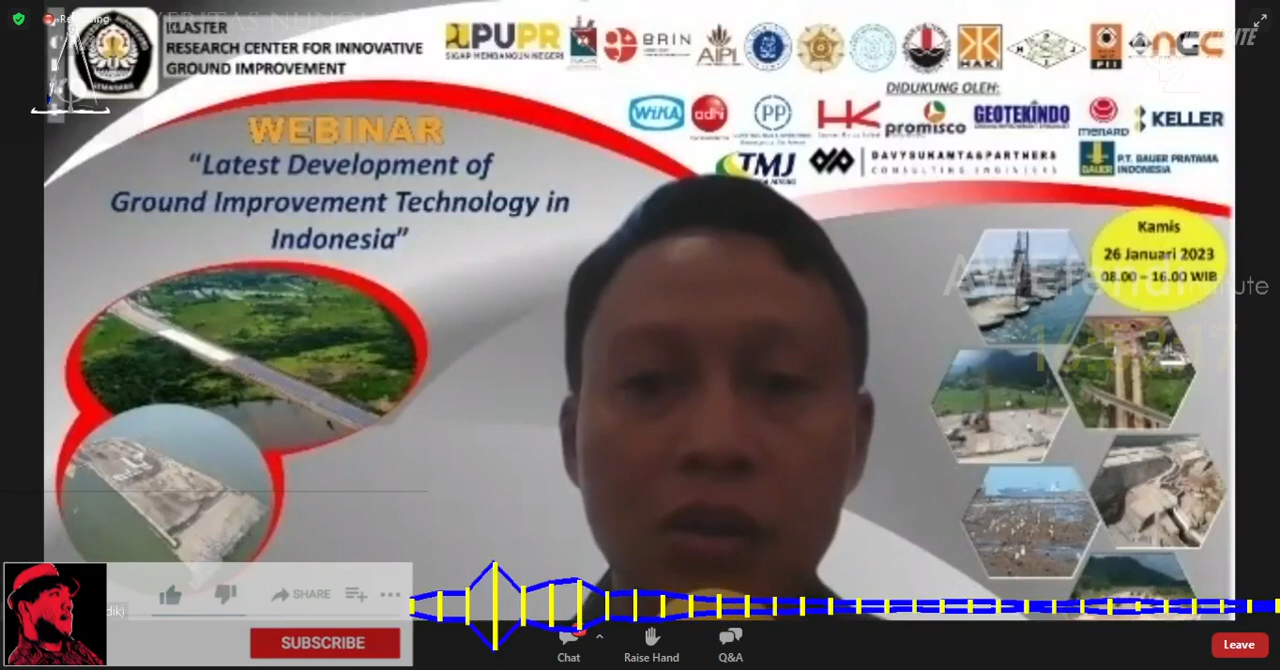 Recording
KLASTER
RESEARCH CENTER FOR INNOVATIVE
GROUND IMPROVEMENT
PUPR
SIGAP MEMBANGUN NEGERI
BRIN
AIPI
HAKI
PII
NGC
DIDUKUNG OLEH:
WIKA
adhi
PP
HK
promisco
GEOTEKINDO
MENARD
KELLER
TMJ
DAVYSUKAMTA&PARTNERS
CONSULTING ENGINEERS
BAUER
P.T. BAUER PRATAMA
INDONESIA
WEBINAR
“Latest Development of
Ground Improvement Technology in
Indonesia”
Kamis
26 Januari 2023
08.00 – 16.00 WIB
dik)
SHARE
SUBSCRIBE
Chat
Raise Hand
Q&A
Leave